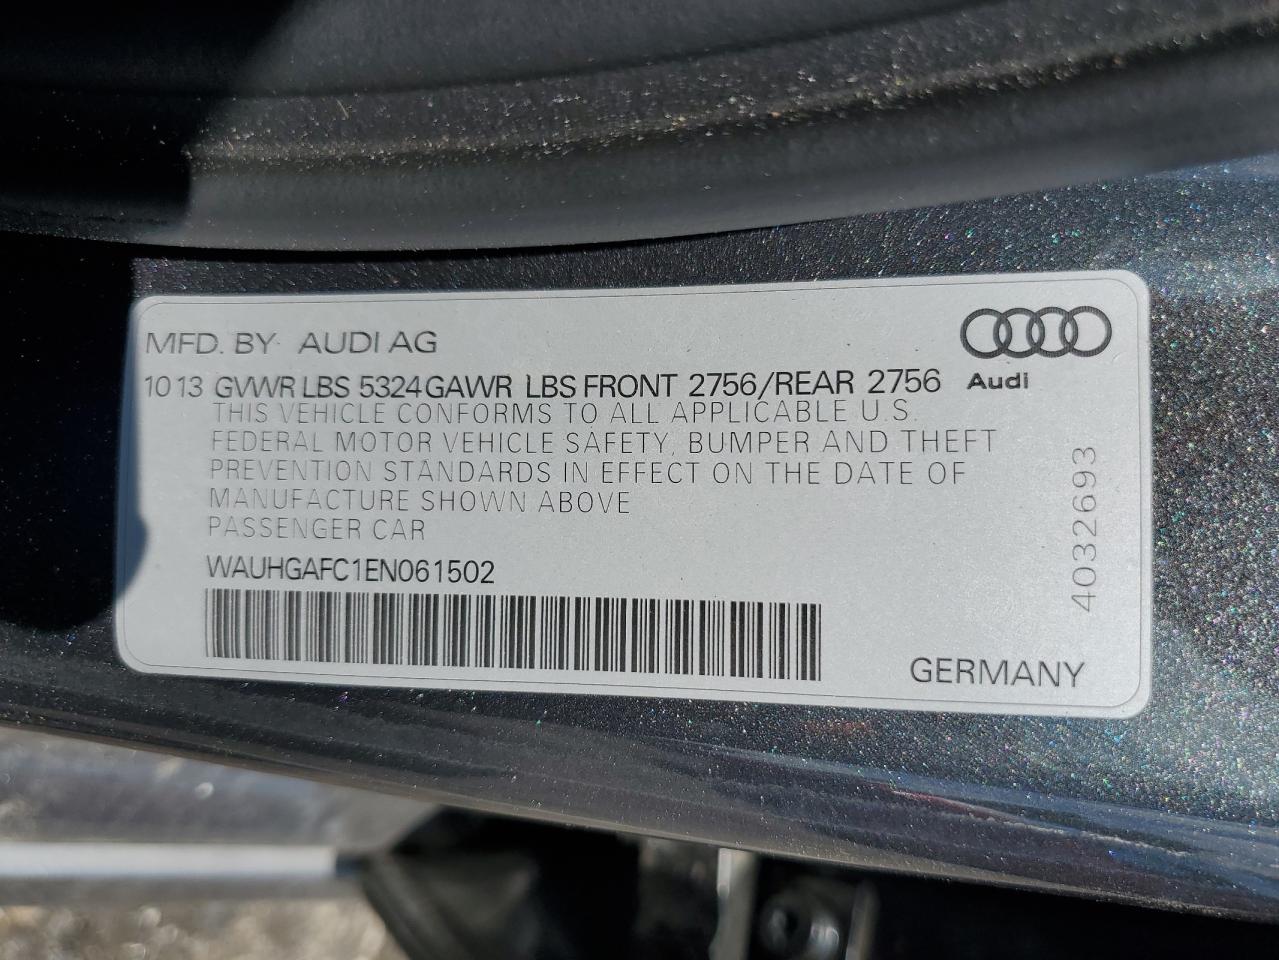 MFD. BY AUDI AG
10 13 GVWR LBS 5324 GAWR LBS FRONT 2756/REAR 2756
Audi
THIS VEHICLE CONFORMS TO ALL APPLICABLE U.S.
FEDERAL MOTOR VEHICLE SAFETY, BUMPER AND THEFT
PREVENTION STANDARDS IN EFFECT ON THE DATE OF
MANUFACTURE SHOWN ABOVE
PASSENGER CAR
WAUHGAFC1EN061502
4032693
GERMANY